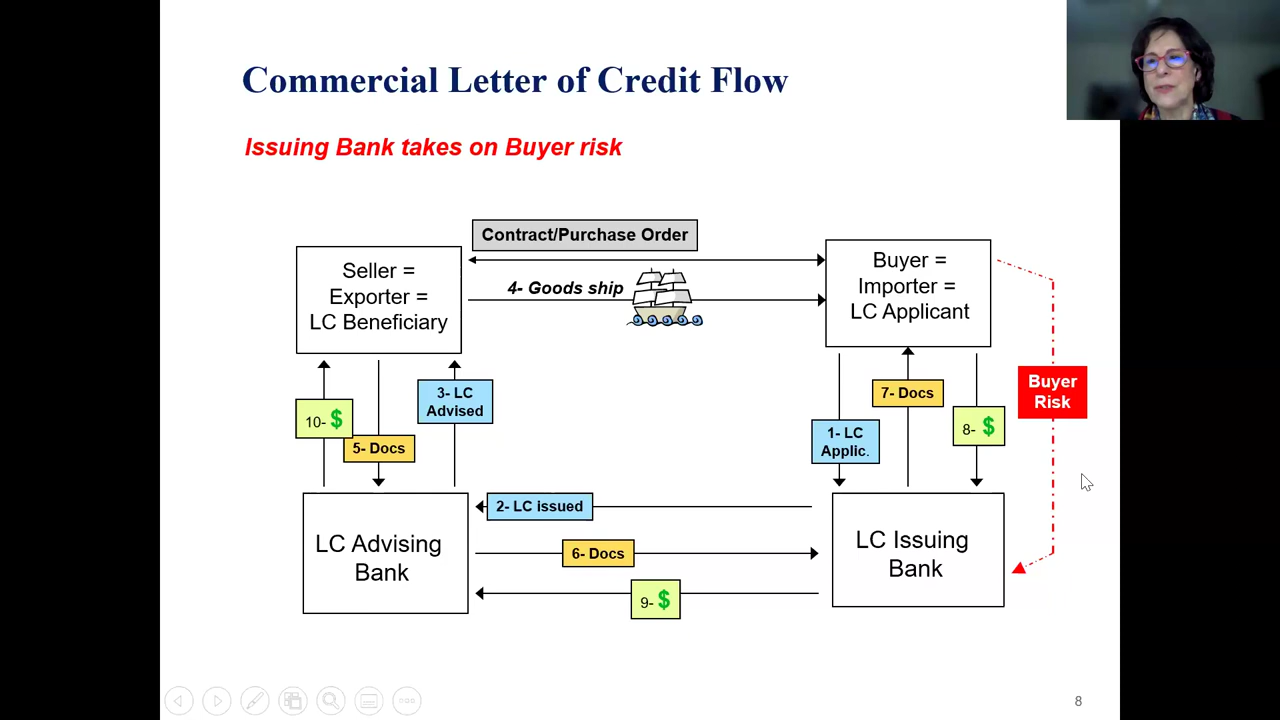 Commercial Letter of Credit Flow
Issuing Bank takes on Buyer risk
Contract/Purchase Order
Seller =
Exporter =
LC Beneficiary
4- Goods ship
Buyer =
Importer =
LC Applicant
Buyer
Risk
10- $
5- Docs
3- LC
Advised
1- LC
Applic.
7- Docs
8- $
LC Advising
Bank
2- LC issued
6- Docs
9- $
LC Issuing
Bank
8